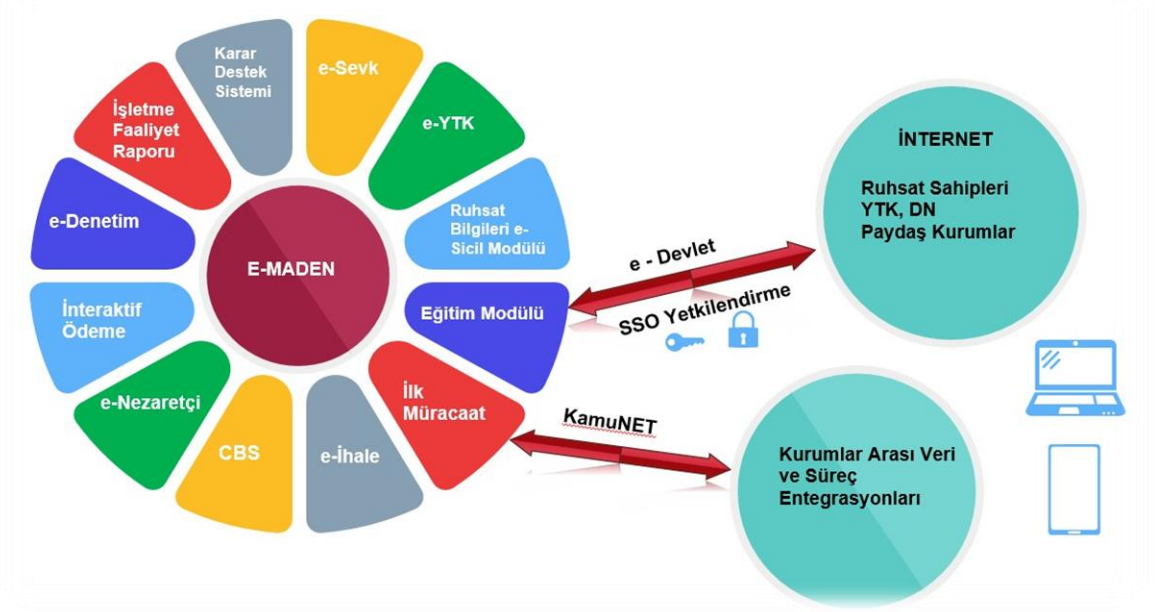 Karar
Destek
Sistemi
e-Sevk
e-YTK
Ruhsat
Bilgileri e-
Sicil Modülü
Eğitim Modülü
İlk
Müracaat
e-İhale
CBS
e-Nezaretçi
İnteraktif
Ödeme
e-Denetim
İşletme
Faaliyet
Raporu
E-MADEN
e - Devlet
SSO Yetkilendirme
KamuNET
İNTERNET
Ruhsat Sahipleri
YTK, DN
Paydaş Kurumlar
Kurumlar Arası Veri
ve Süreç
Entegrasyonları